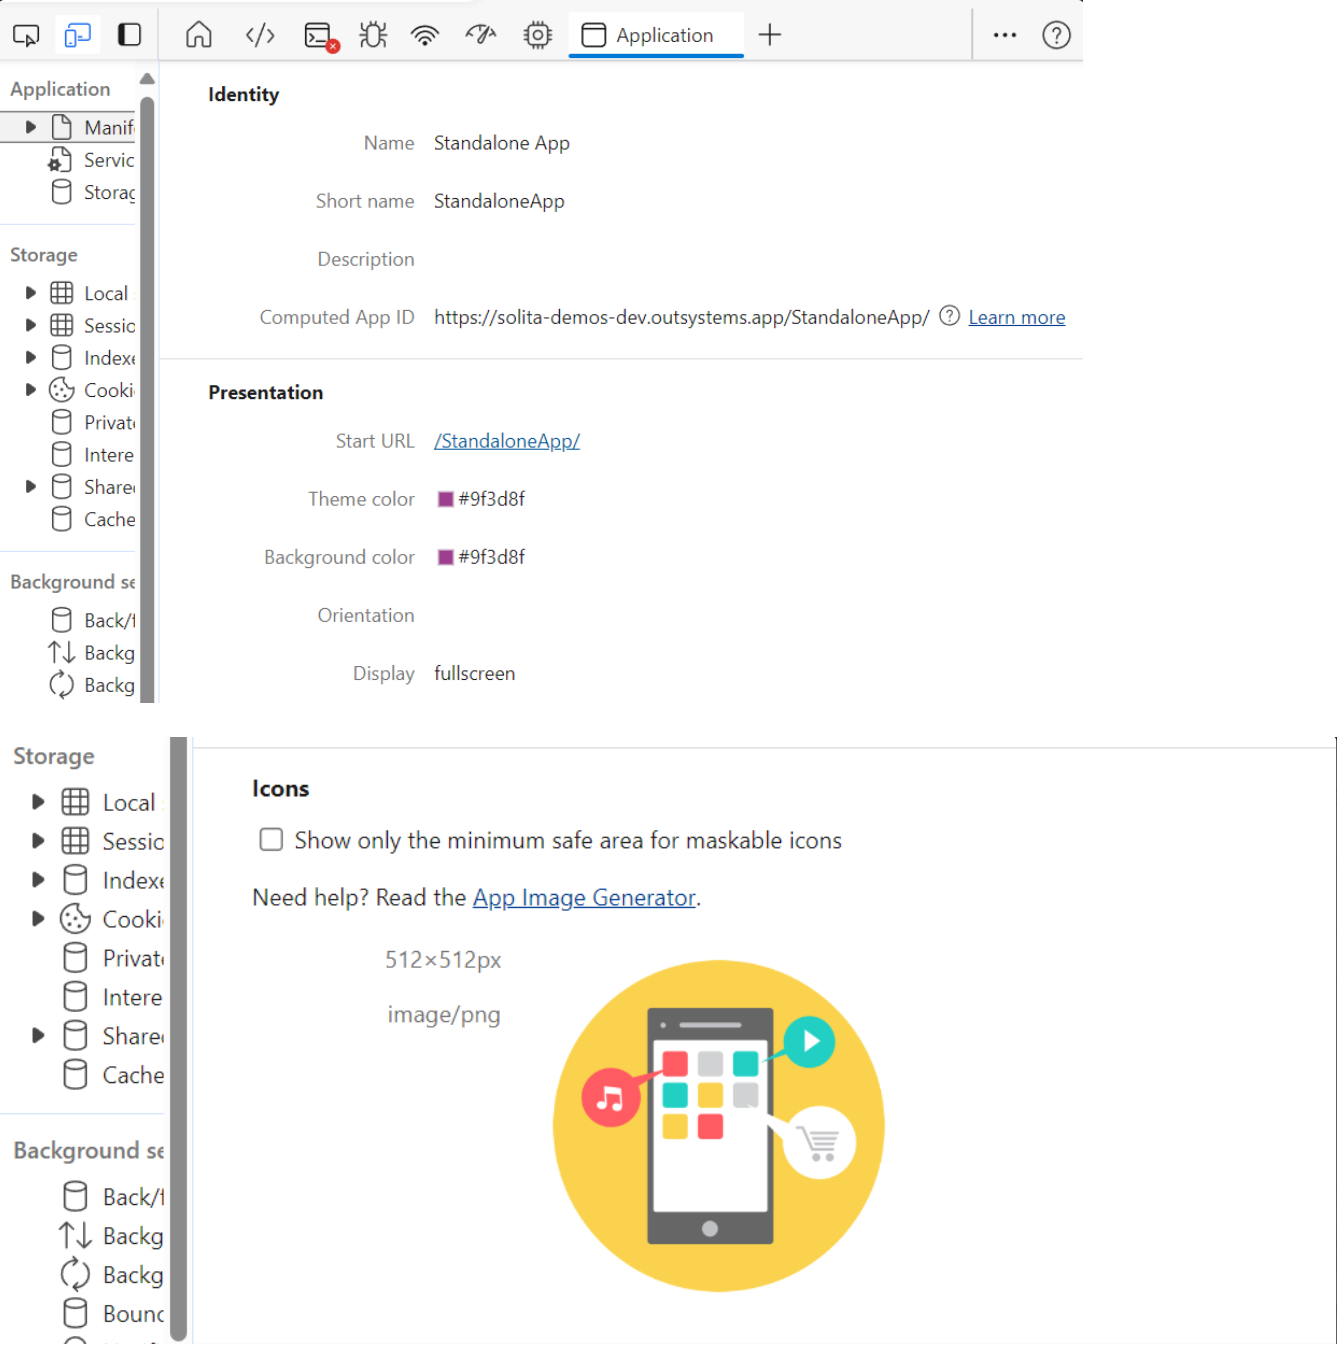 Application
Application
Manif
Servic
Storag
Storage
Local
Sessio
Indexe
Cooki
Privat
Intere
Share
Cache
Background se
Back/f
Backg
Backg
Identity
Name Standalone App
Short name StandaloneApp
Description
Computed App ID https://solita-demos-dev.outsystems.app/StandaloneApp/ Learn more
Presentation
Start URL /StandaloneApp/
Theme color #9f3d8f
Background color #9f3d8f
Orientation
Display fullscreen
Storage
Local
Sessio
Indexe
Cooki
Privat
Intere
Share
Cache
Background se
Back/f
Backg
Backg
Bounc
Icons
Show only the minimum safe area for maskable icons
Need help? Read the App Image Generator.
512×512px
image/png